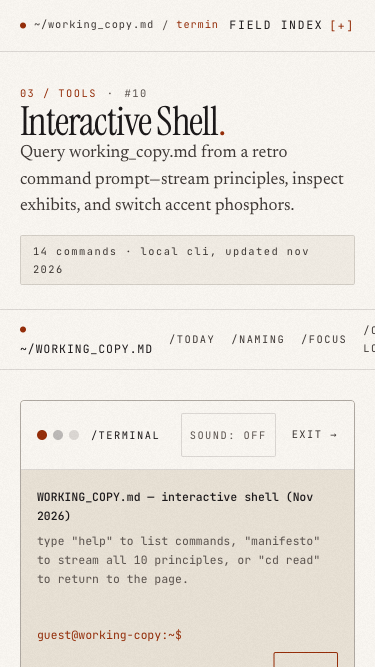 ~/working_copy.md / termin FIELD INDEX [+]
03 / TOOLS · #10
Interactive Shell.
Query working_copy.md from a retro
command prompt—stream principles, inspect
exhibits, and switch accent phosphors.
14 commands · local cli, updated nov
2026
~/WORKING_COPY.MD /TODAY /NAMING /FOCUS
/TERMINAL SOUND: OFF EXIT →
WORKING_COPY.md — interactive shell (Nov
2026)
type "help" to list commands, "manifesto"
to stream all 10 principles, or "cd read"
to return to the page.
guest@working-copy:~$